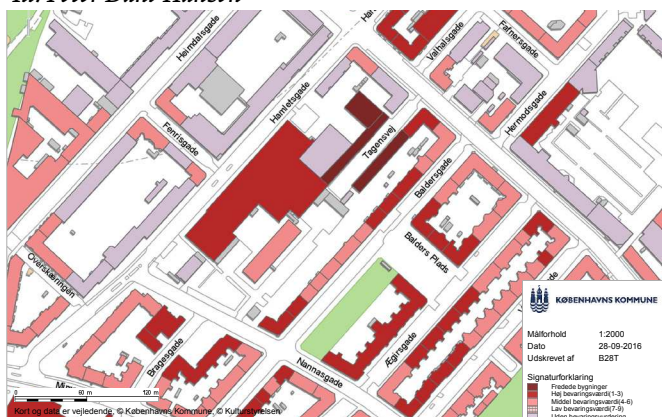 Heimdalsgade
Hamletsgade
Fenrisgade
Valhalsgade
Fafnersgade
Hermodsgade
Tagensvej
Baldersgade
Balders Plads
Overskæringen
Bragesgade
Nannasgade
Ægirsgade
0 60 m 120 m
Kort og data er vejledende, © Københavns Kommune, © Kulturstyrelsen
KØBENHAVNS KOMMUNE
Målforhold 1:2000
Dato 28-09-2016
Udskrevet af B28T
Signaturforklaring
Fredede bygninger
Høj bevaringsværdi(1-3)
Middel bevaringsværdi(4-6)
Lav bevaringsværdi(7-9)